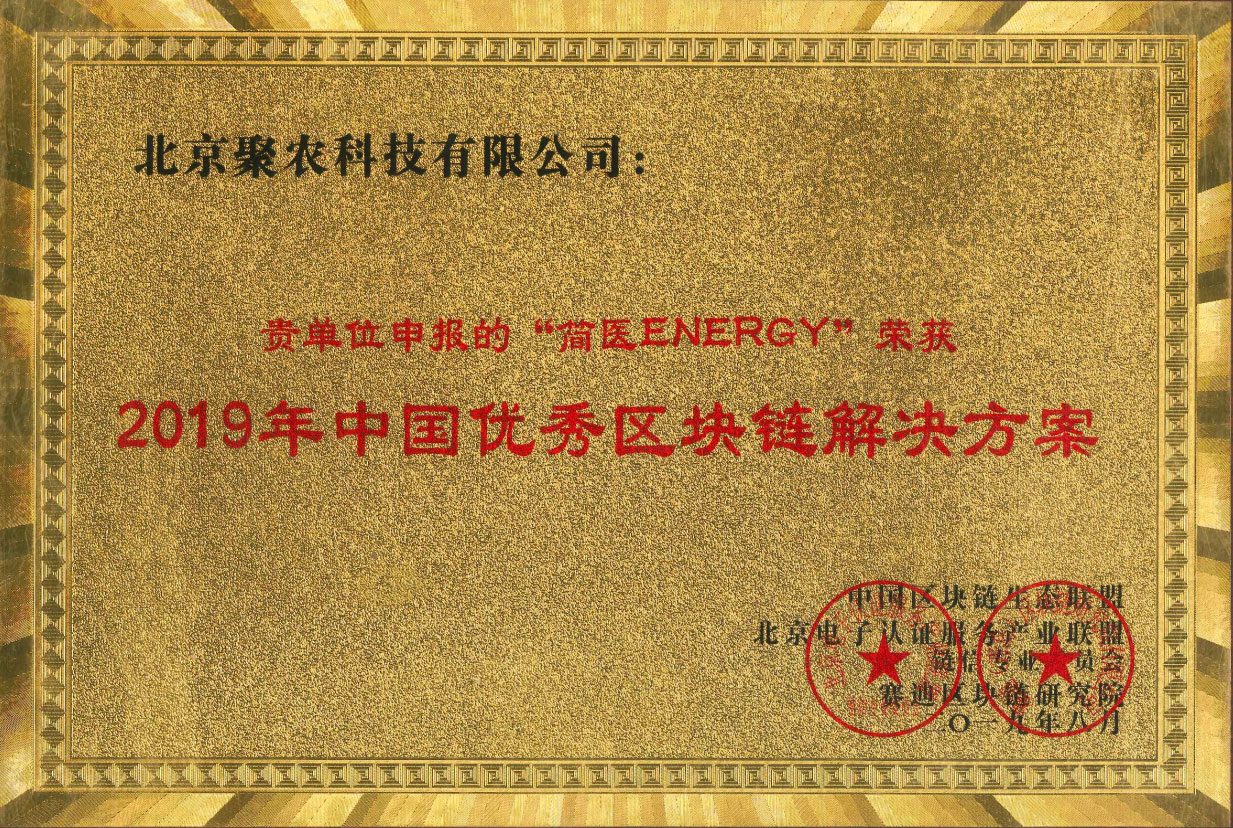 北京聚农科技有限公司：
贵单位申报的“简医ENERGY”荣获
2019年中国优秀区块链解决方案
中国区块链生态联盟
北京电子认证服务产业联盟
链信专业委员会
赛迪区块链研究院
二〇一九年八月